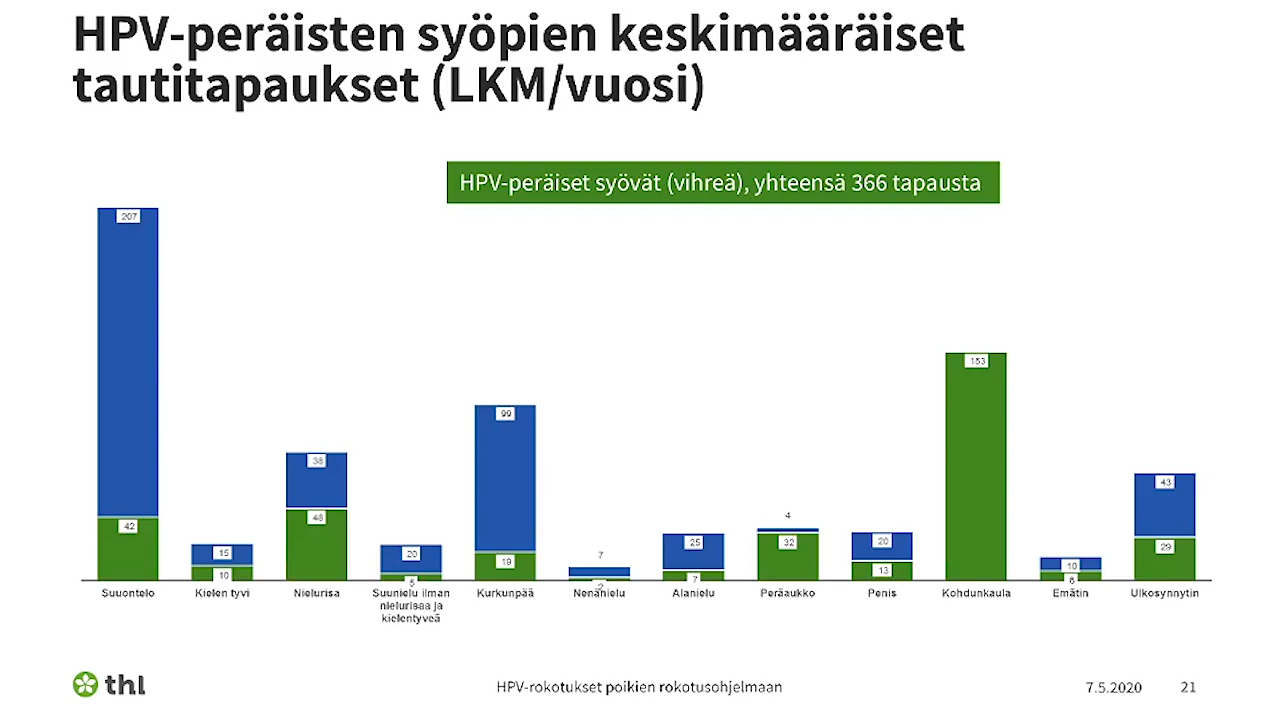 HPV-peräisten syöpien keskimääräiset
tautitapaukset (LKM/vuosi)
HPV-peräiset syövät (vihreä), yhteensä 366 tapausta
207
42
15
10
38
48
20
5
99
19
7
2
25
7
4
32
20
13
153
10
6
43
29
Suuontelo
Kielen tyvi
Nielurisa
Suunielu ilman
nielurisaa ja
kielentyveä
Kurkunpää
Nenänielu
Alanielu
Peräaukko
Penis
Kohdunkaula
Emätin
Ulkosynnytin
thl
HPV-rokotukset poikien rokotusohjelmaan
7.5.2020
21